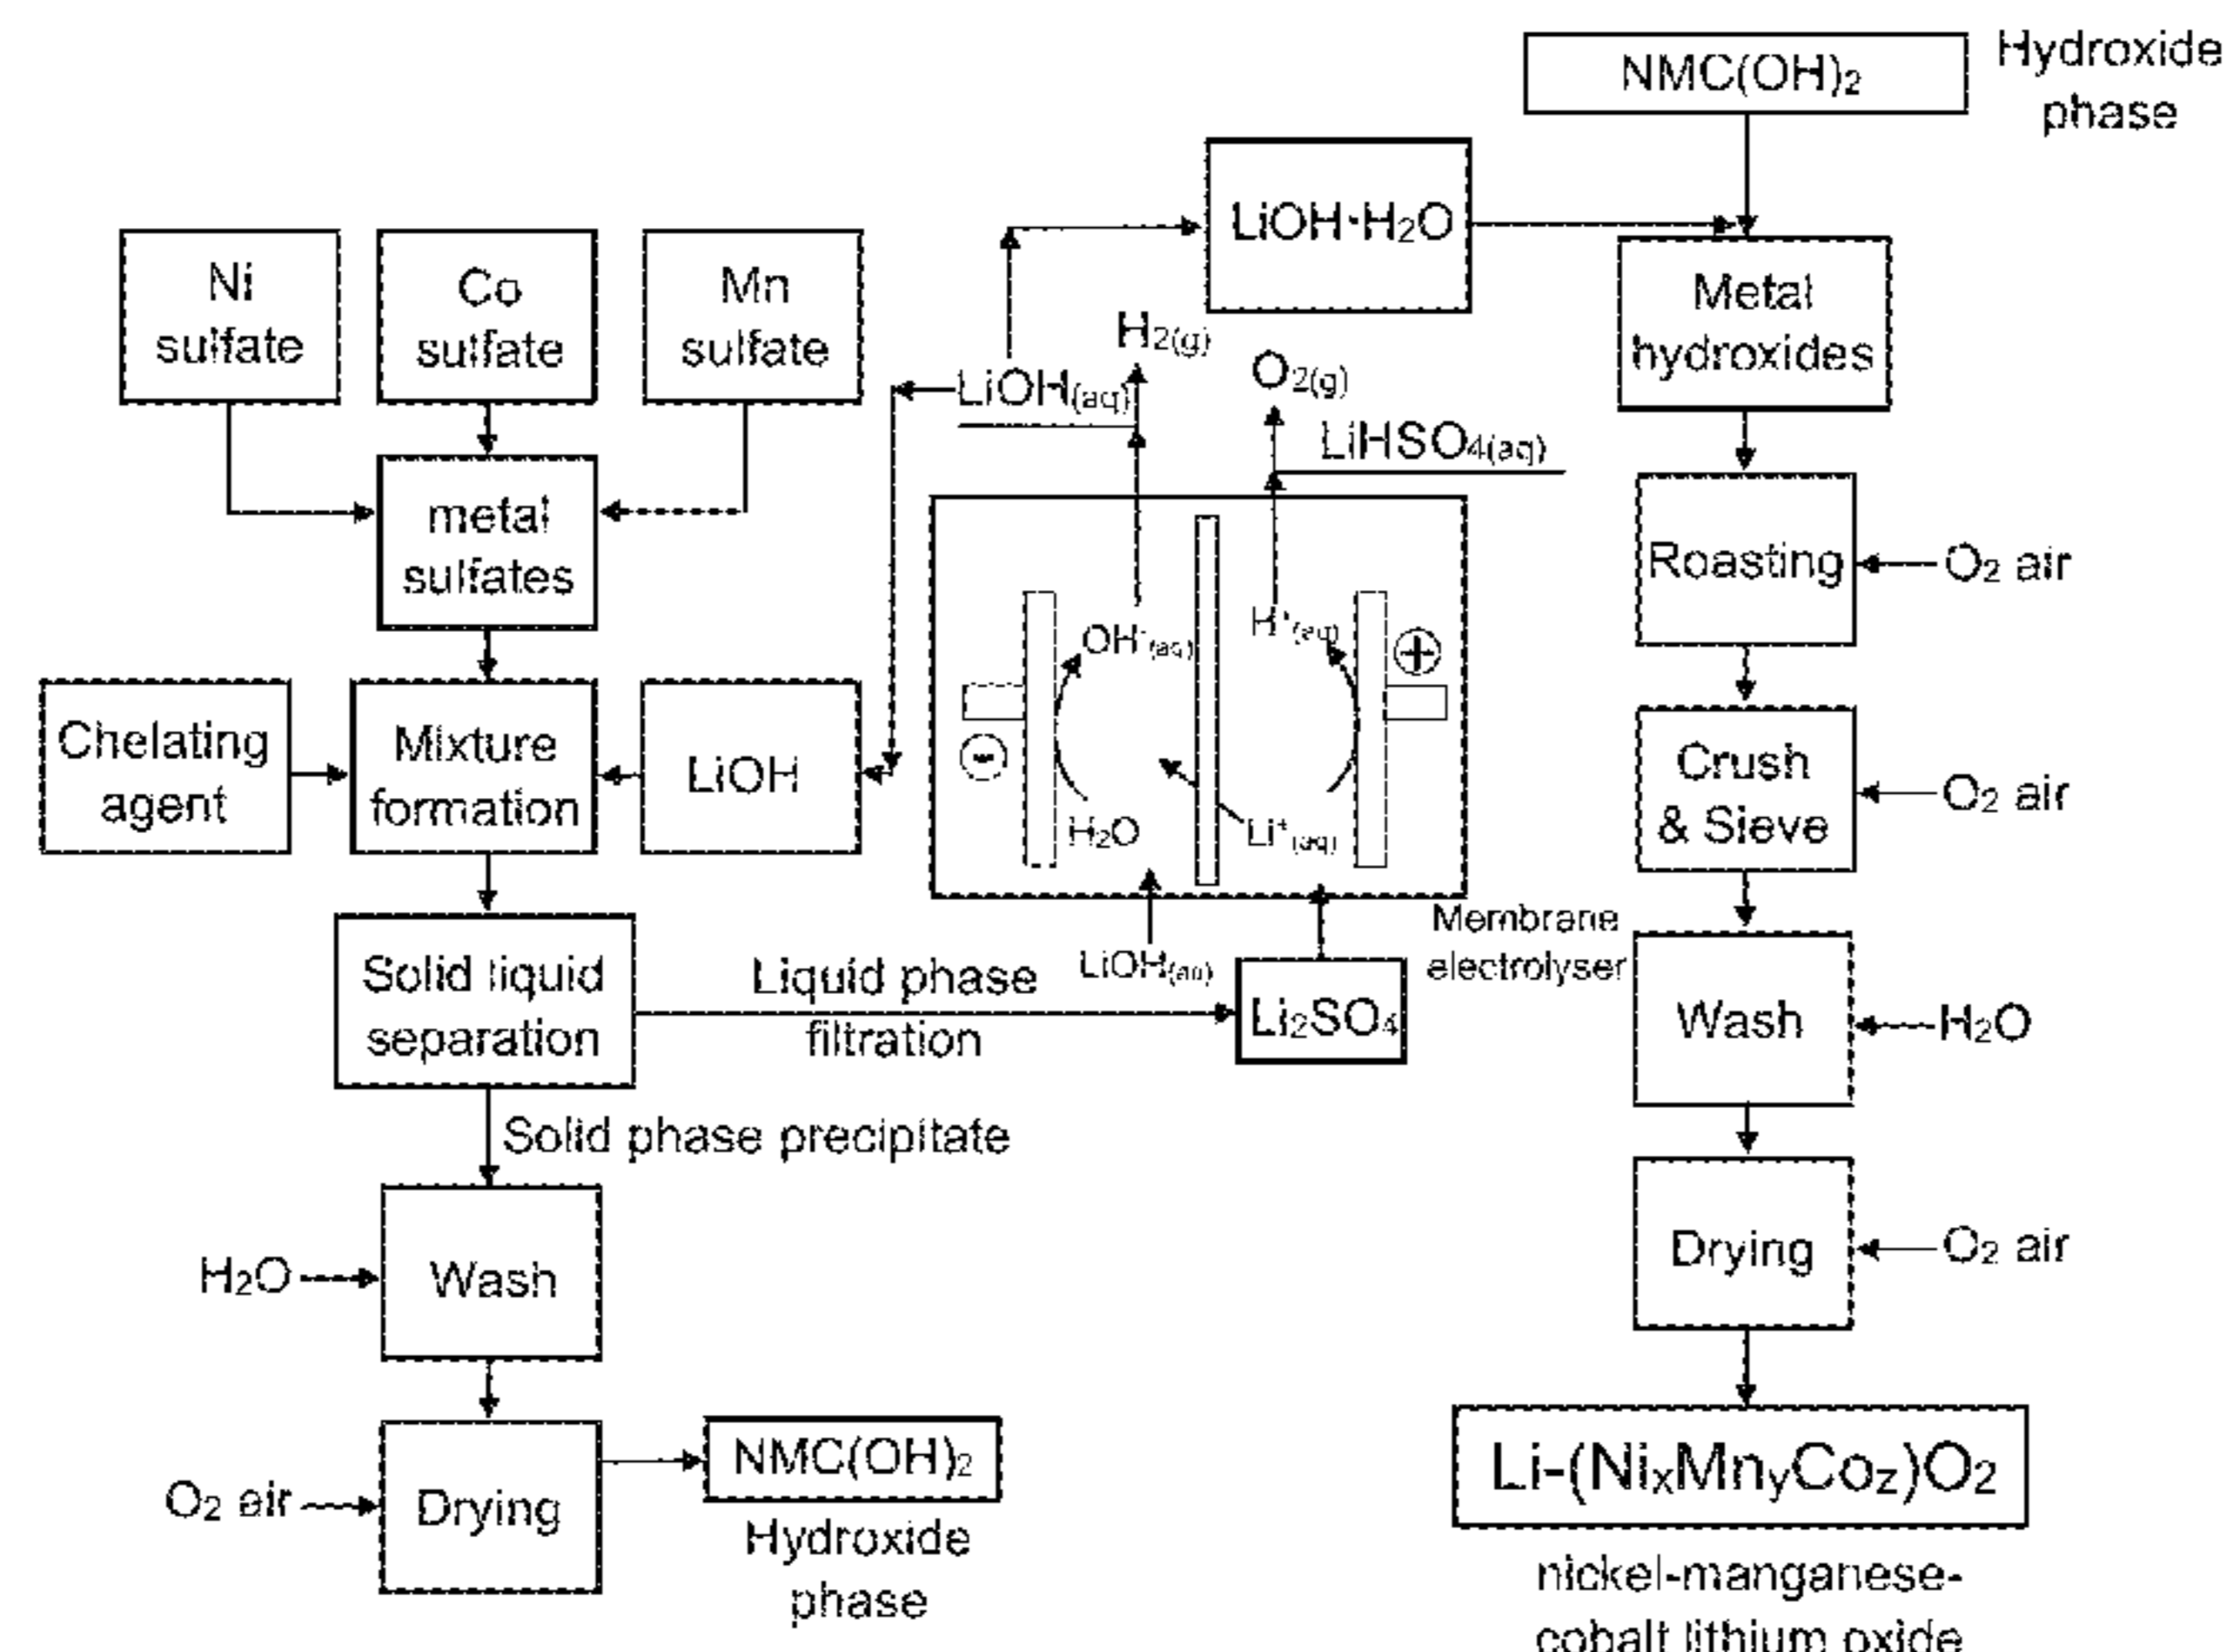 NMC(OH)₂
Hydroxide
phase
LiOH·H₂O
Ni
sulfate
Co
sulfate
Mn
sulfate
Metal
hydroxides
H₂(g)
O₂(g)
LiOH(aq)
LiHSO₄(aq)
metal
sulfates
Roasting
O₂ air
OH⁻(aq)
H⁺(aq)
+
-
Chelating
agent
Mixture
formation
LiOH
H₂O
Li⁺(aq)
Crush
& Sieve
O₂ air
Membrane
electrolyser
LiOH(aq)
Solid liquid
separation
Liquid phase
filtration
Li₂SO₄
Wash
H₂O
Solid phase precipitate
H₂O
Wash
Drying
O₂ air
O₂ air
Drying
NMC(OH)₂
Hydroxide
phase
Li-(NiₓMnᵧCo₂)O₂
nickel-manganese-
cobalt lithium oxide